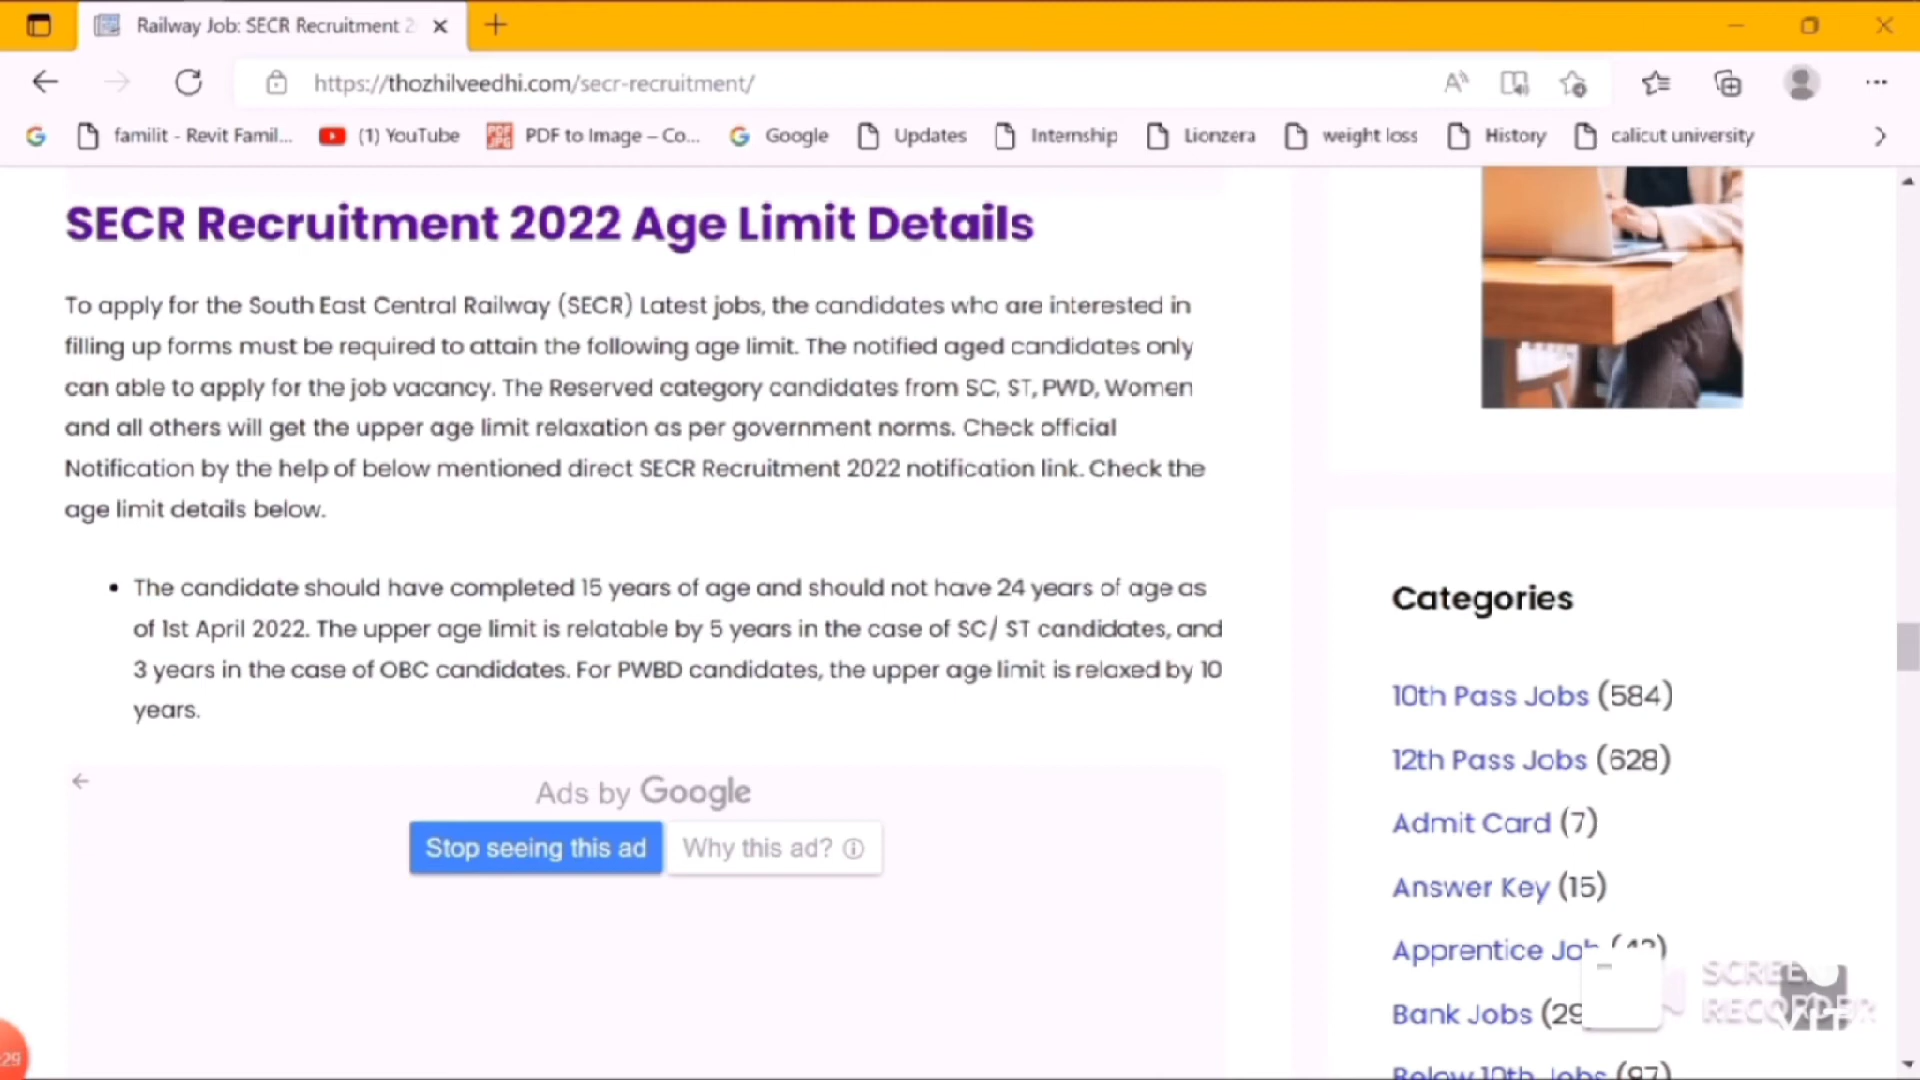 Railway Job: SECR Recruitment 2
https://thozhilveedhi.com/secr-recruitment/
familit - Revit Famil... (1) YouTube PDF to Image – Co... Google Updates Internship Lionzera weight loss History calicut university
SECR Recruitment 2022 Age Limit Details
To apply for the South East Central Railway (SECR) Latest jobs, the candidates who are interested in
filling up forms must be required to attain the following age limit. The notified aged candidates only
can able to apply for the job vacancy. The Reserved category candidates from SC, ST, PWD, Women
and all others will get the upper age limit relaxation as per government norms. Check official
Notification by the help of below mentioned direct SECR Recruitment 2022 notification link. Check the
age limit details below.
• The candidate should have completed 15 years of age and should not have 24 years of age as
of 1st April 2022. The upper age limit is relatable by 5 years in the case of SC/ ST candidates, and
3 years in the case of OBC candidates. For PWBD candidates, the upper age limit is relaxed by 10
years.
Ads by Google
Stop seeing this ad Why this ad?
Categories
10th Pass Jobs (584)
12th Pass Jobs (628)
Admit Card (7)
Answer Key (15)
Apprentice
Bank Jobs
Below 10th Jobs (97)
SCREEN
RECORDER
:29